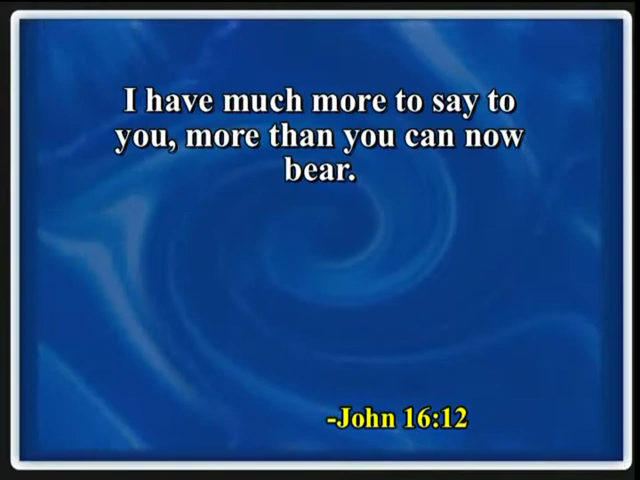 I have much more to say to
you, more than you can now
bear.
-John 16:12